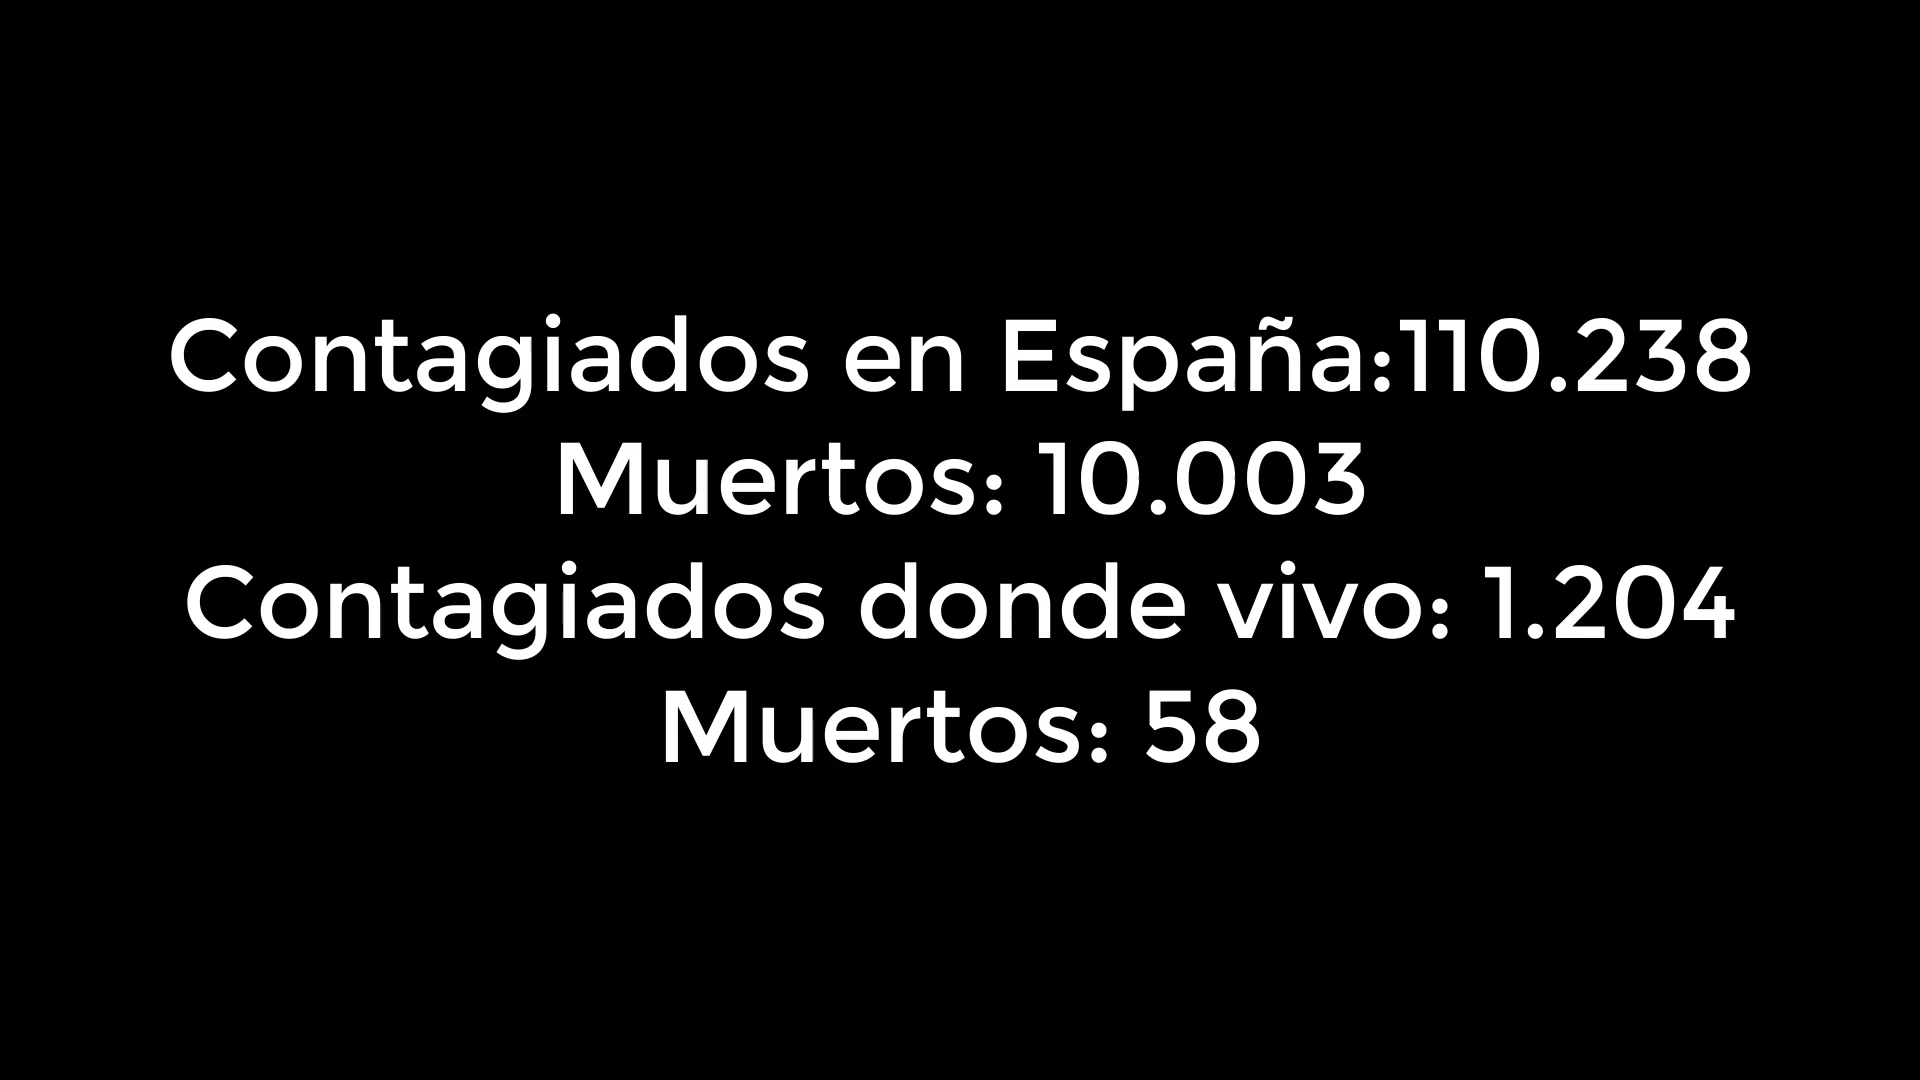 Contagiados en España:110.238
Muertos: 10.003
Contagiados donde vivo: 1.204
Muertos: 58